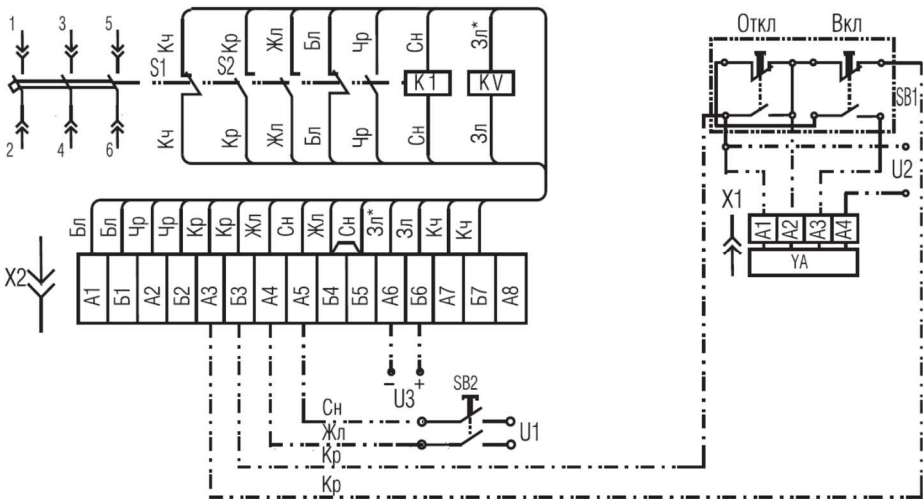 1 3 5
2 4 6
S1 S2
Кч Кр Жл Бл Чр Сн Зл*
К1 KV
Кч Кр Жл Бл Чр Сн Зл
Откл Вкл
SB1
U2
X1
А1 А2 А3 А4
YA
Бл Бл Чр Чр Кр Кр Жл Сн Жл Сн Зл* Зл Кч Кч
X2
А1 Б1 А2 Б2 А3 Б3 А4 А5 Б4 Б5 А6 Б6 А7 Б7 А8
– +
U3
SB2
Сн
Жл
U1
Кр
Кр